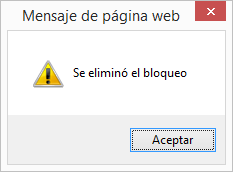 Mensaje de página web
Se eliminó el bloqueo
Aceptar